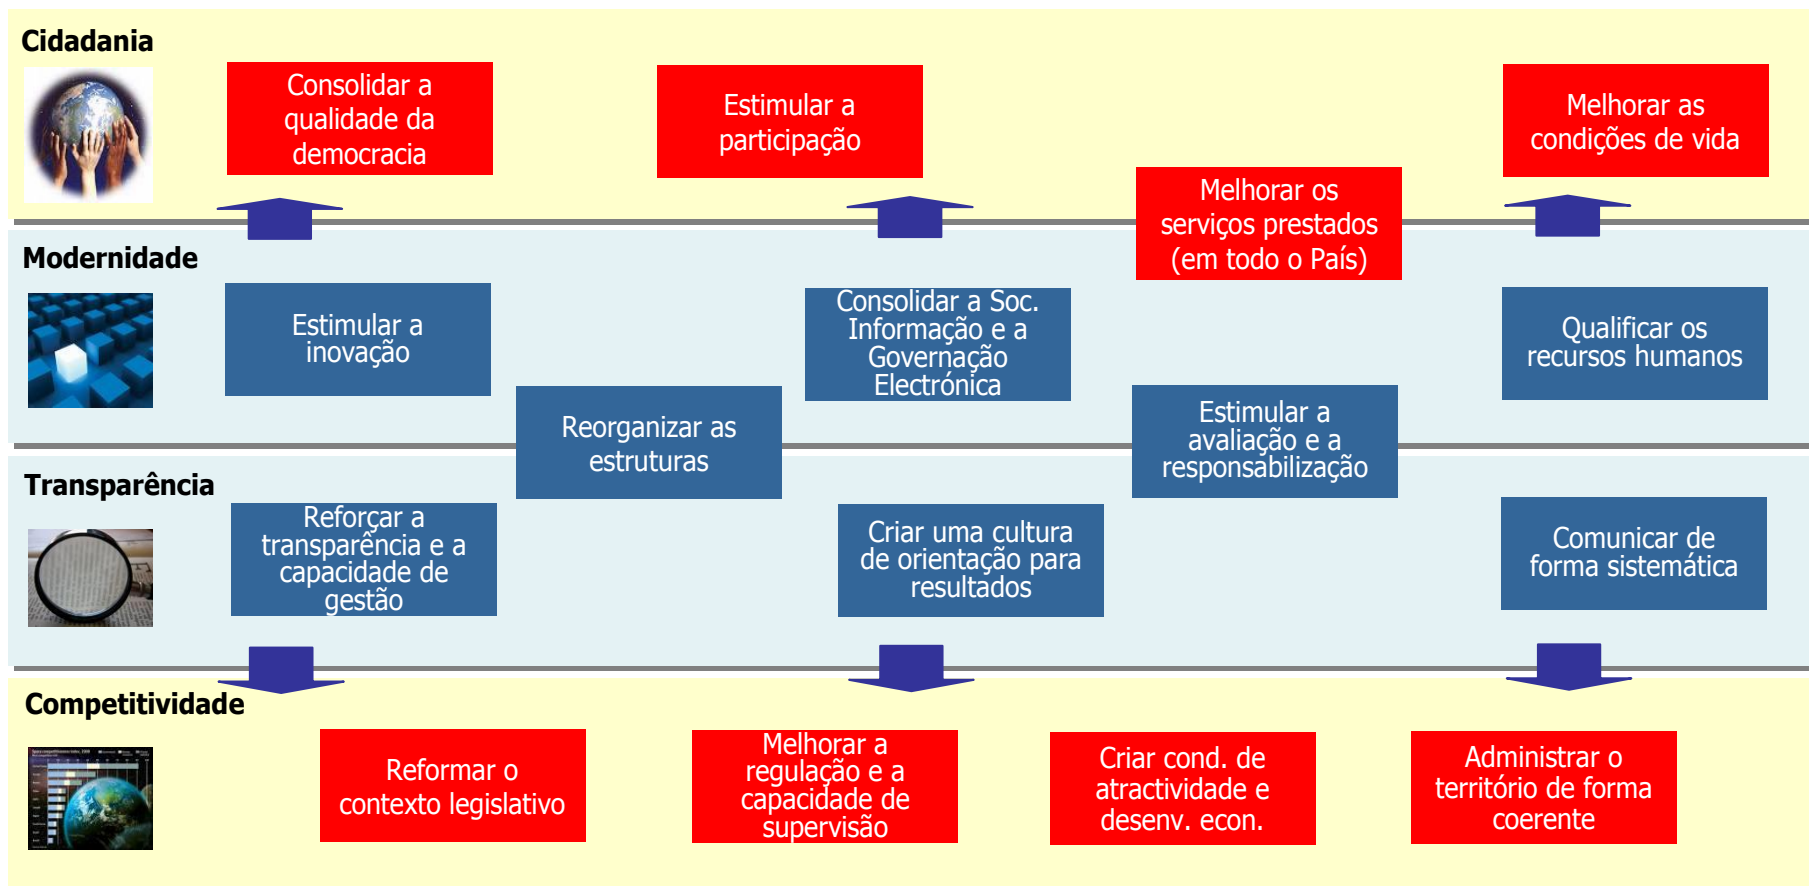 Cidadania
Consolidar a
qualidade da
democracia
Estimular a
participação
Melhorar as
condições de vida
Melhorar os
serviços prestados
(em todo o País)
Modernidade
Estimular a
inovação
Consolidar a Soc.
Informação e a
Governação
Electrónica
Qualificar os
recursos humanos
Reorganizar as
estruturas
Estimular a
avaliação e a
responsabilização
Transparência
Reforçar a
transparência e a
capacidade de
gestão
Criar uma cultura
de orientação para
resultados
Comunicar de
forma sistemática
Competitividade
Reformar o
contexto legislativo
Melhorar a
regulação e a
capacidade de
supervisão
Criar cond. de
atractividade e
desenv. econ.
Administrar o
território de forma
coerente